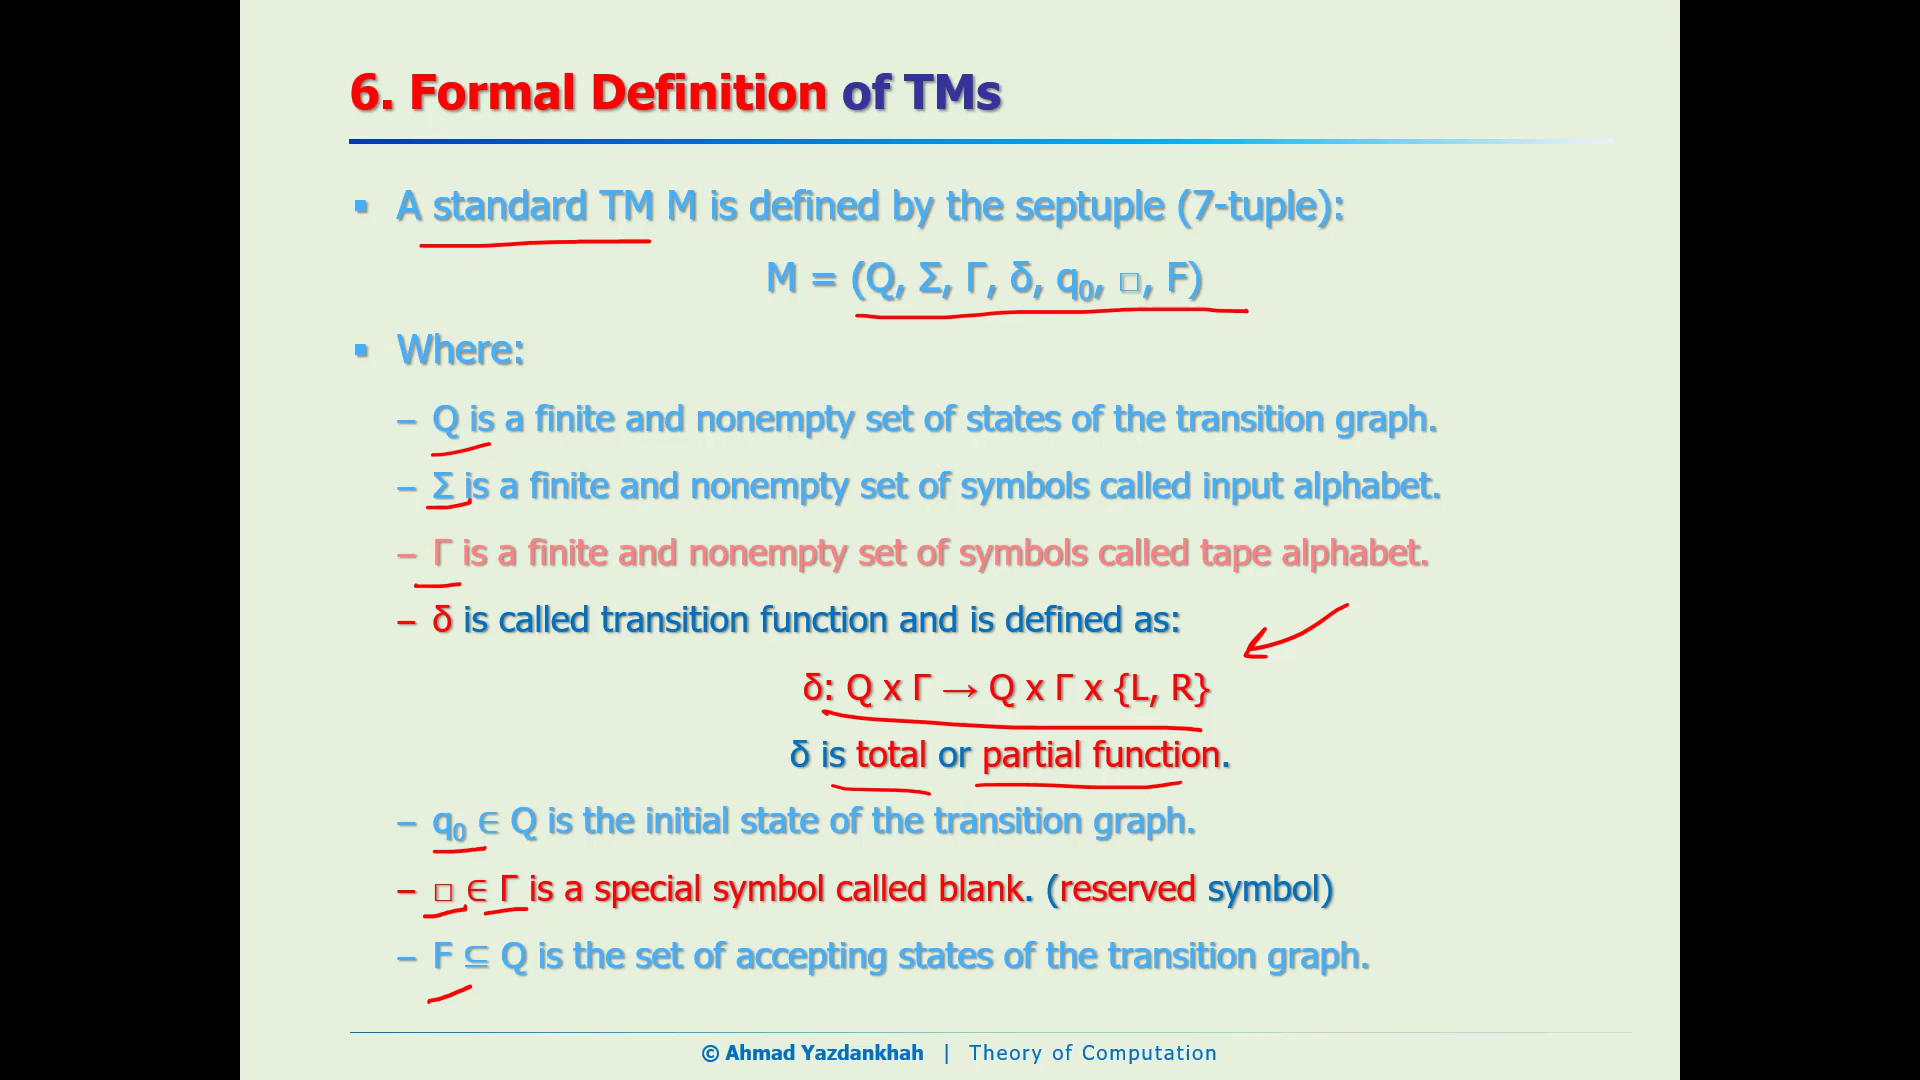 6. Formal Definition of TMs
▪ A standard TM M is defined by the septuple (7-tuple):
M = (Q, Σ, Γ, δ, q₀, □, F)
▪ Where:
– Q is a finite and nonempty set of states of the transition graph.
– Σ is a finite and nonempty set of symbols called input alphabet.
– Γ is a finite and nonempty set of symbols called tape alphabet.
– δ is called transition function and is defined as:
δ: Q x Γ → Q x Γ x {L, R}
δ is total or partial function.
– q₀ ∈ Q is the initial state of the transition graph.
– □ ∈ Γ is a special symbol called blank. (reserved symbol)
– F ⊆ Q is the set of accepting states of the transition graph.
© Ahmad Yazdankhah | Theory of Computation